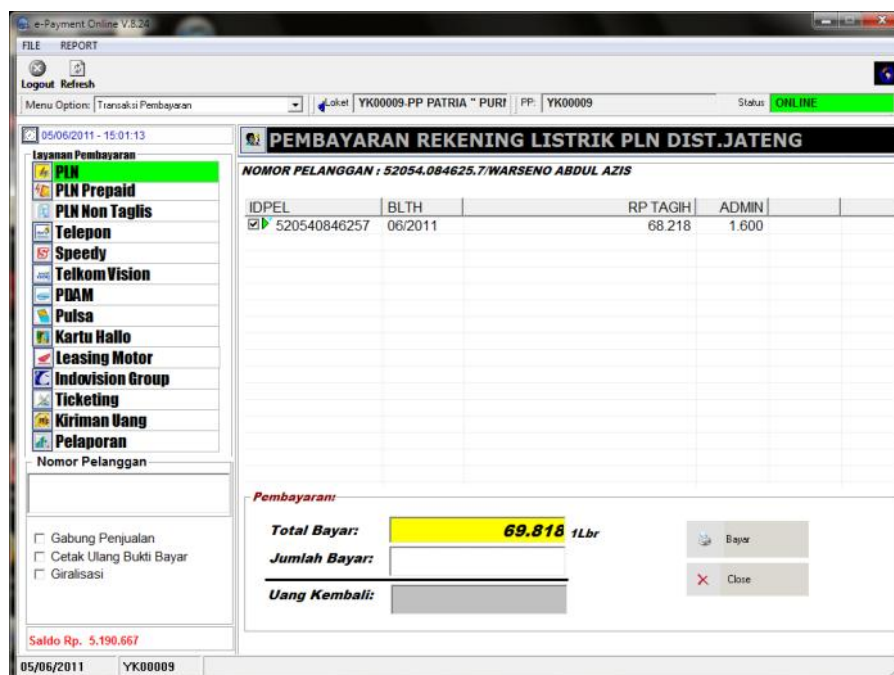 e-Payment Online V.8.24
FILE REPORT
Logout Refresh
Menu Option: Transaksi Pembayaran Loket YK00009-PP PATRIA " PURI PP: YK00009 Status ONLINE
05/06/2011 - 15:01:13
Layanan Pembayaran
PLN
PLN Prepaid
PLN Non Taglis
Telepon
Speedy
Telkom Vision
PDAM
Pulsa
Kartu Hallo
Leasing Motor
Indovision Group
Ticketing
Kiriman Uang
Pelaporan
Nomor Pelanggan
Gabung Penjualan
Cetak Ulang Bukti Bayar
Giralisasi
Saldo Rp. 5.190.667
PEMBAYARAN REKENING LISTRIK PLN DIST.JATENG
NOMOR PELANGGAN : 52054.084625.7/WARSENO ABDUL AZIS
IDPEL BLTH RP TAGIH ADMIN
520540846257 06/2011 68.218 1.600
Pembayaran:
Total Bayar: 69.818 1Lbr
Jumlah Bayar:
Uang Kembali:
Bayar
Close
05/06/2011 YK00009